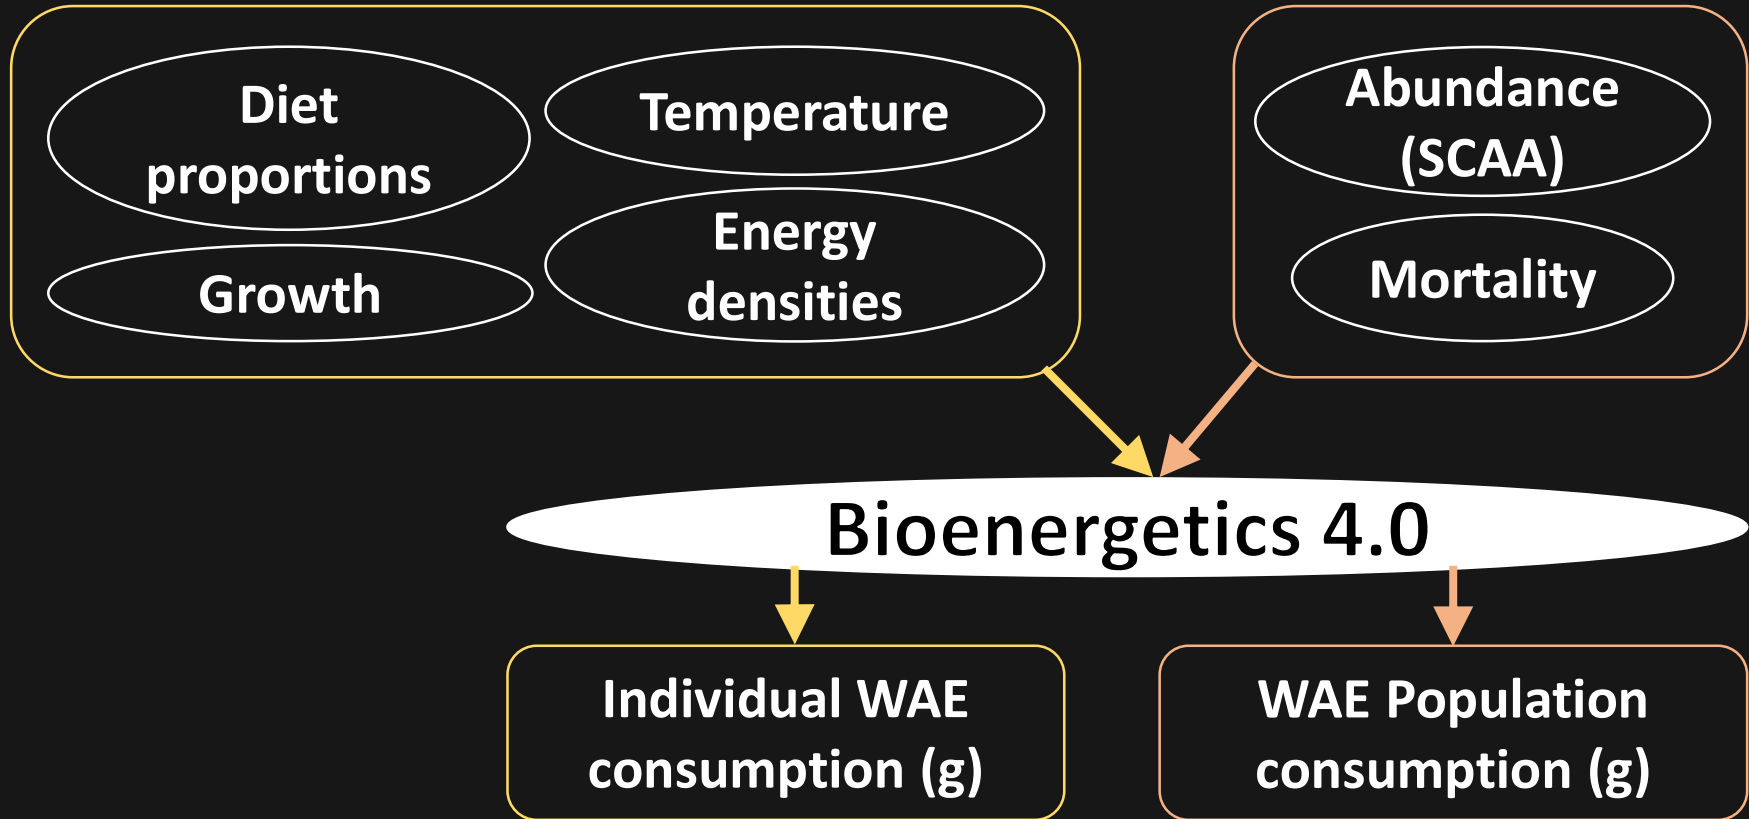 Diet
proportions
Temperature
Growth
Energy
densities
Abundance
(SCAA)
Mortality
Bioenergetics 4.0
Individual WAE
consumption (g)
WAE Population
consumption (g)